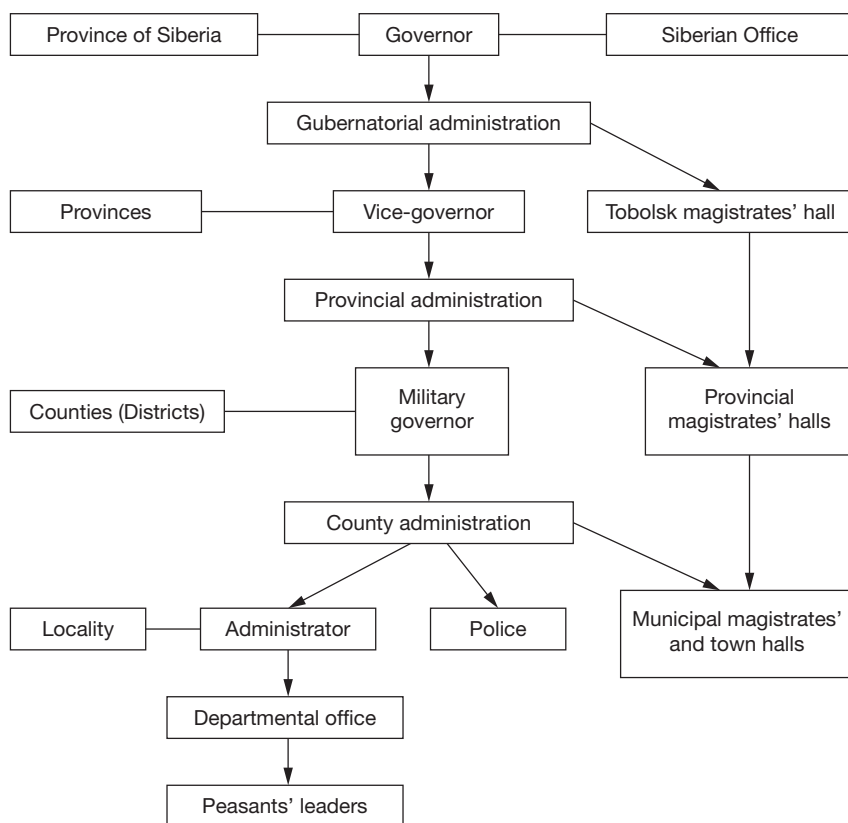 Province of Siberia
Governor
Siberian Office
Gubernatorial administration
Provinces
Vice-governor
Tobolsk magistrates’ hall
Provincial administration
Counties (Districts)
Military
governor
Provincial
magistrates’ halls
County administration
Locality
Administrator
Police
Municipal magistrates’
and town halls
Departmental office
Peasants’ leaders